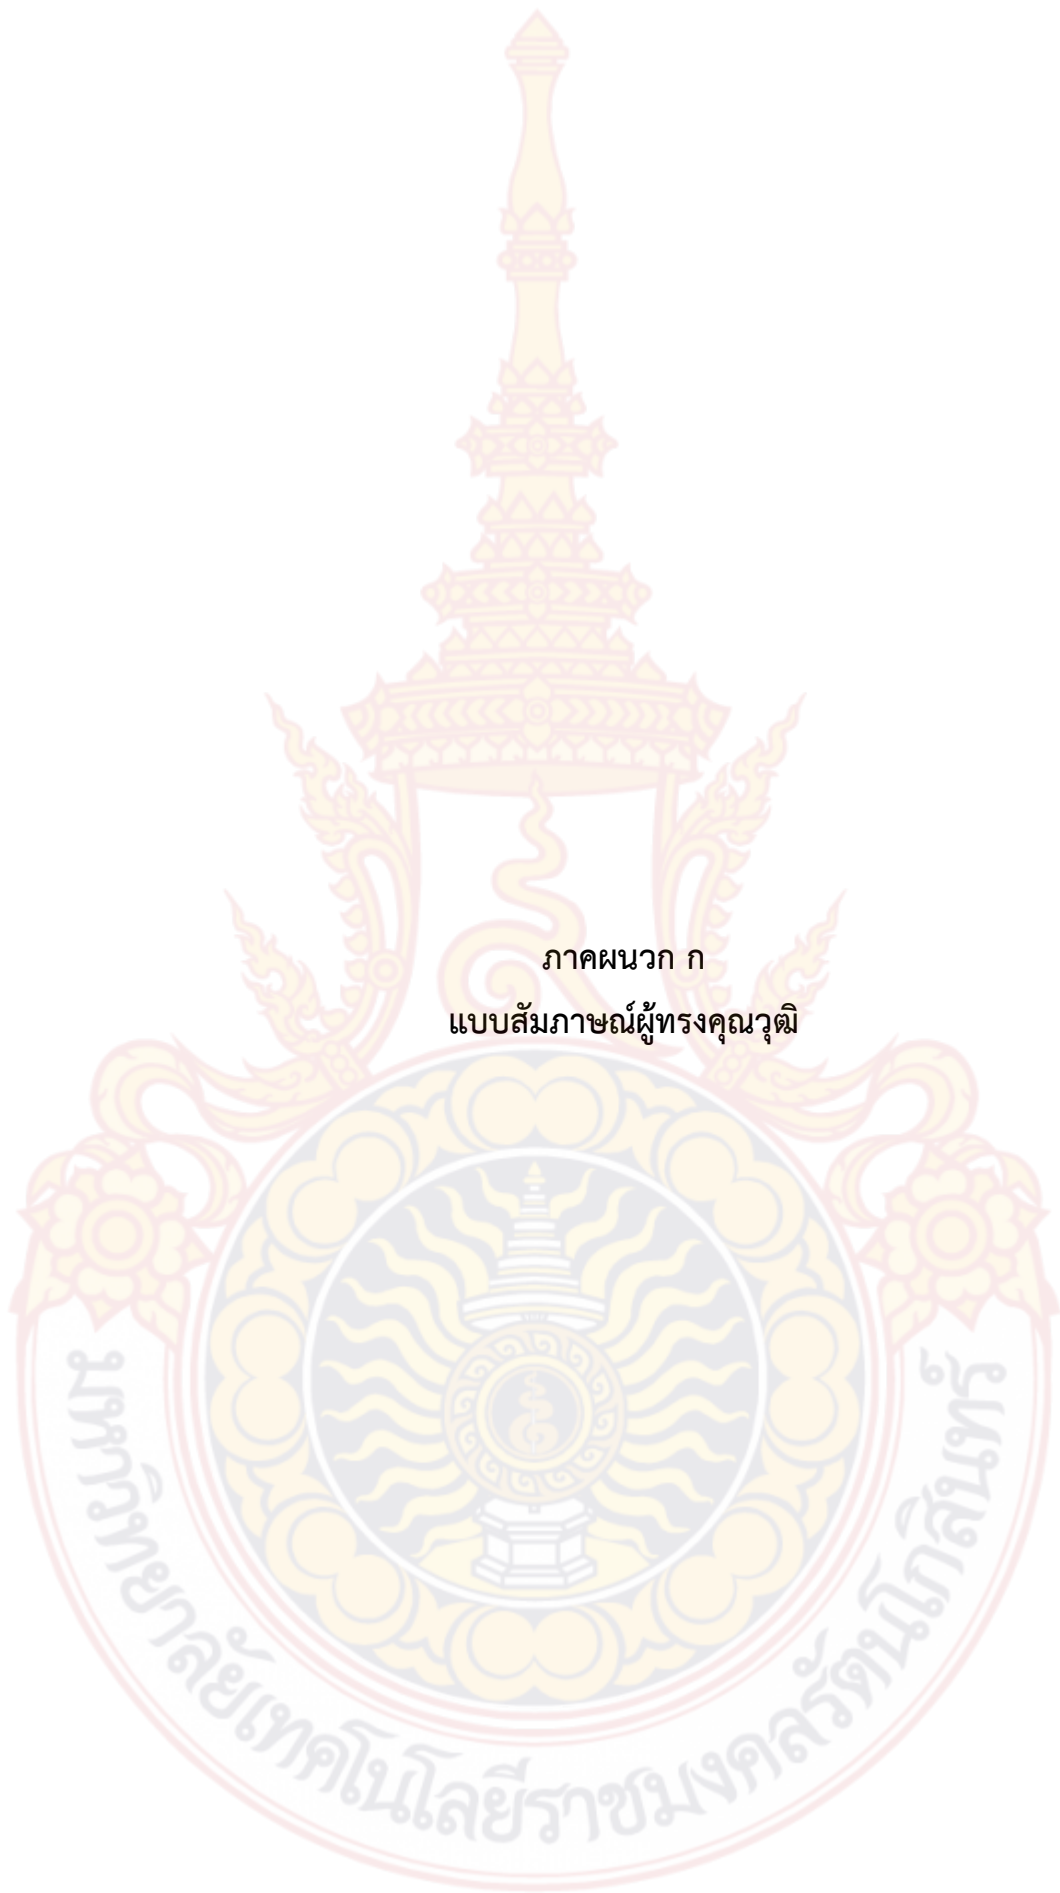 ภาคผนวก ก
แบบสัมภาษณ์ผู้ทรงคุณวุฒิ
มหาวิทยาลัยเทคโนโลยีราชมงคลรัตนโกสินทร์